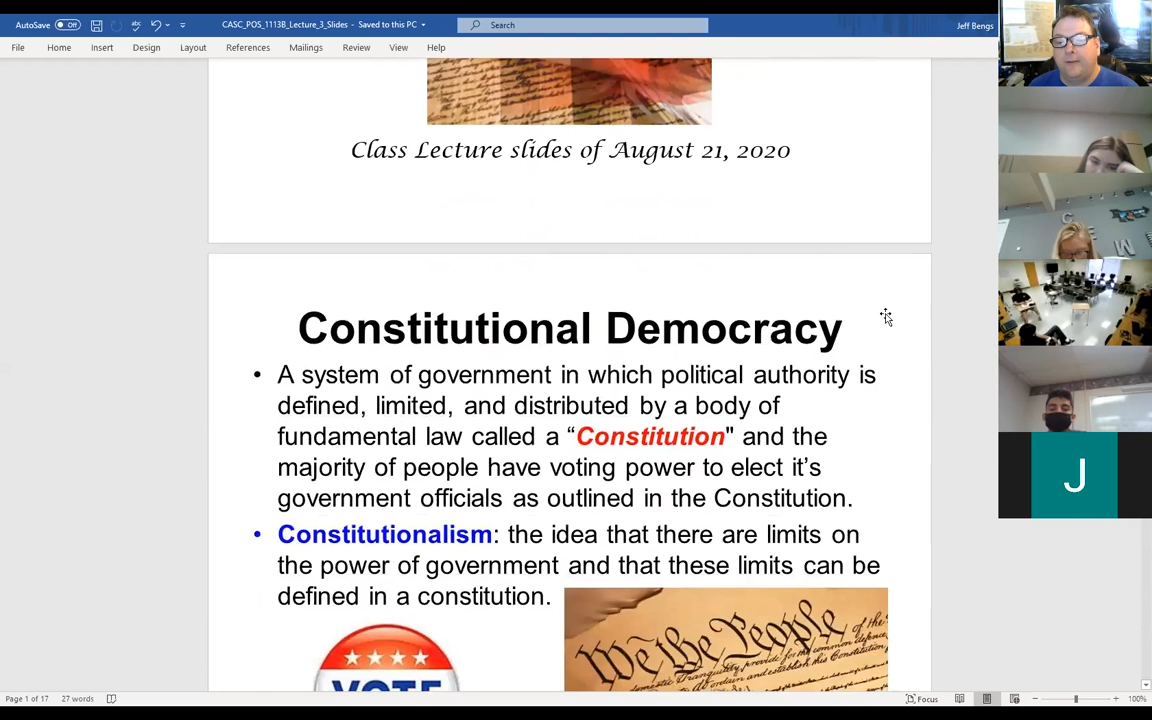 AutoSave Off CASC_POS_1113B_Lecture_3_Slides - Saved to this PC Search Jeff Bengs
File Home Insert Design Layout References Mailings Review View Help
Class Lecture slides of August 21, 2020
Constitutional Democracy
• A system of government in which political authority is
defined, limited, and distributed by a body of
fundamental law called a “Constitution" and the
majority of people have voting power to elect it’s
government officials as outlined in the Constitution.
• Constitutionalism: the idea that there are limits on
the power of government and that these limits can be
defined in a constitution.
We the People
of the
VOTE
J
Page 1 of 17 27 words Focus 100%